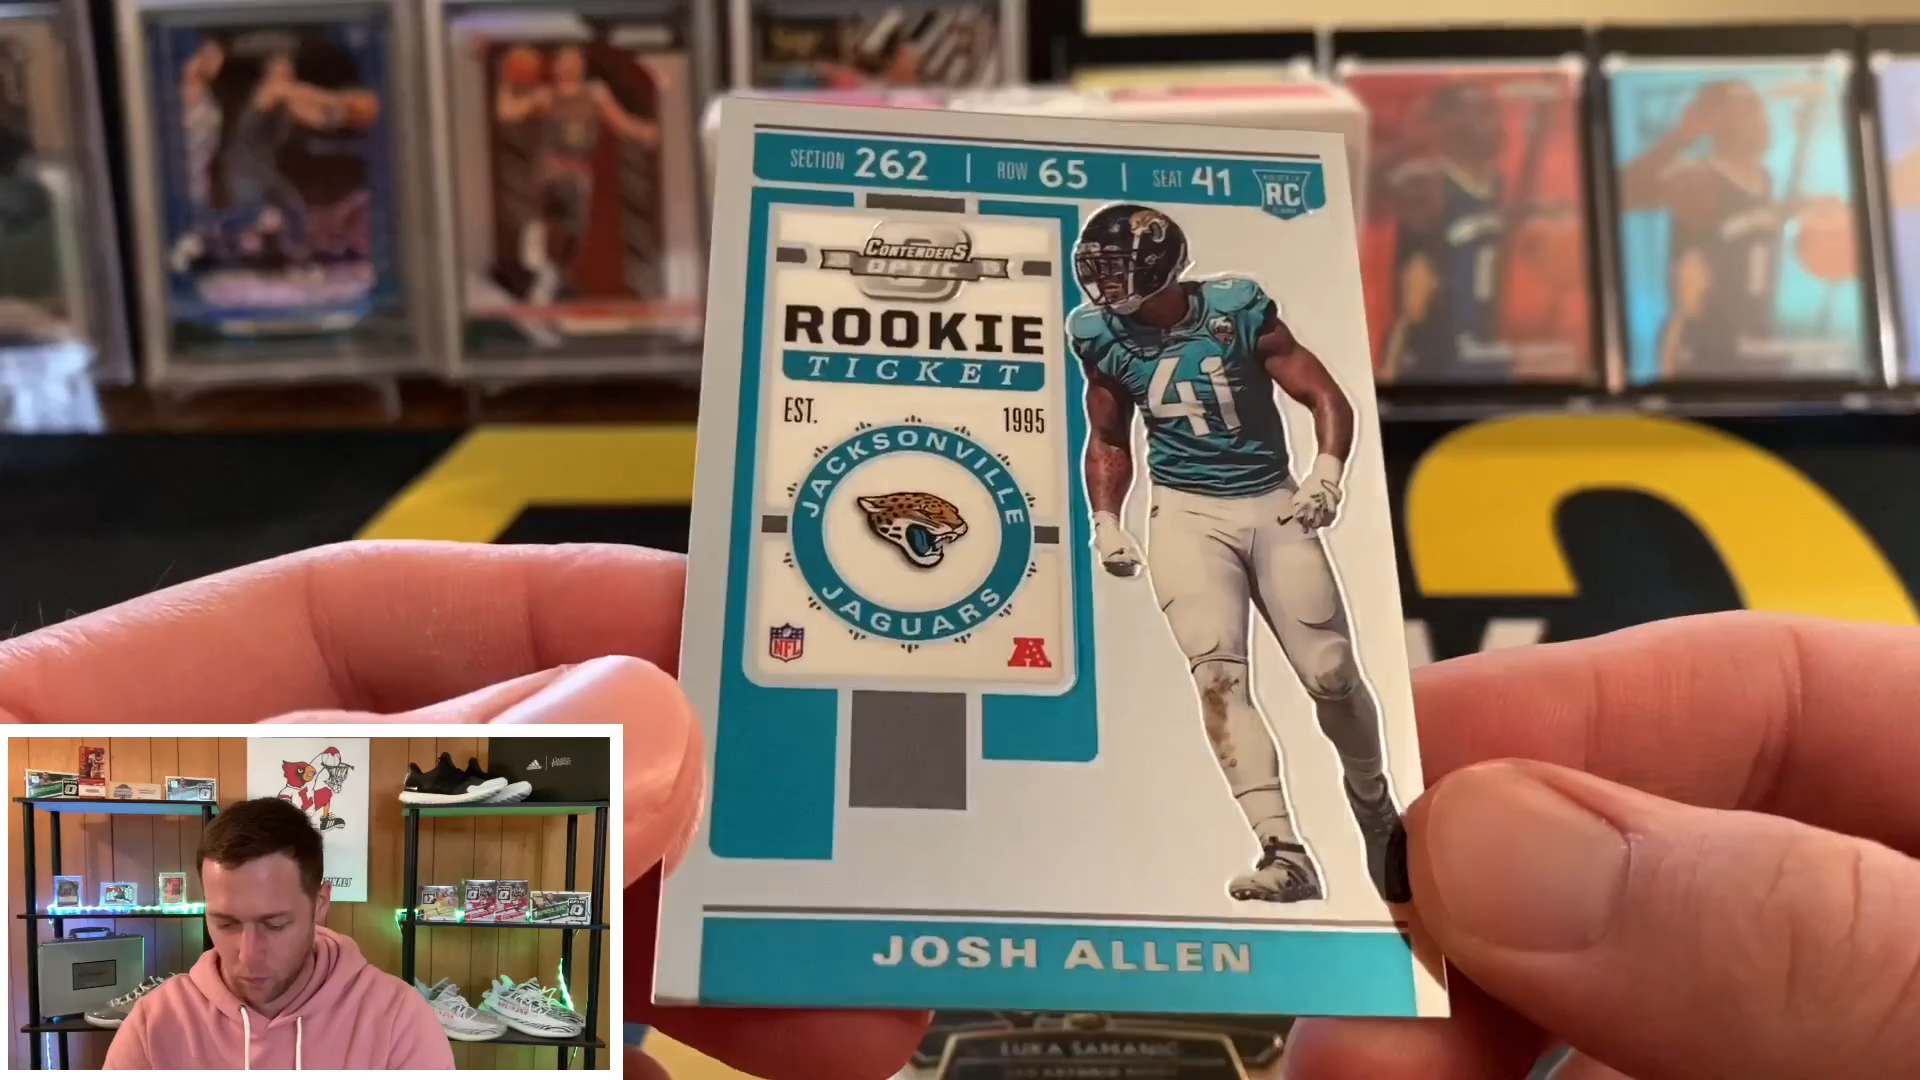 SECTION 262 | ROW 65 | SEAT 41 RC
CONTENDERS
OPTIC
ROOKIE
TICKET
EST. 1995
JACKSONVILLE
JAGUARS
NFL
A
41
JOSH ALLEN
LUKA SAMANIC
adidas